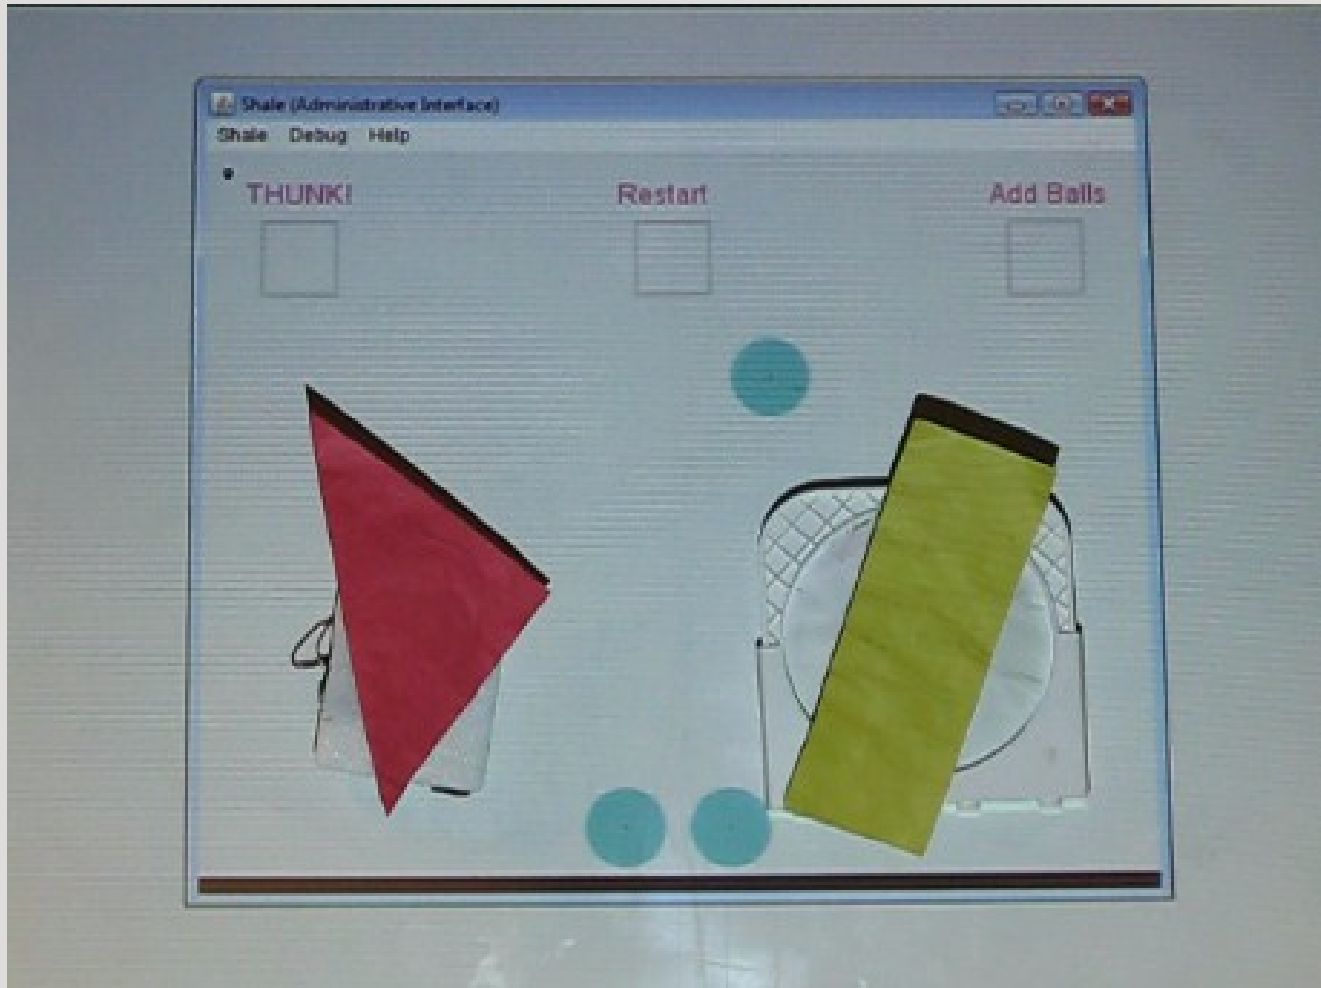 Shale (Administrative Interface)
Shale Debug Help
THUNK! Restart Add Balls